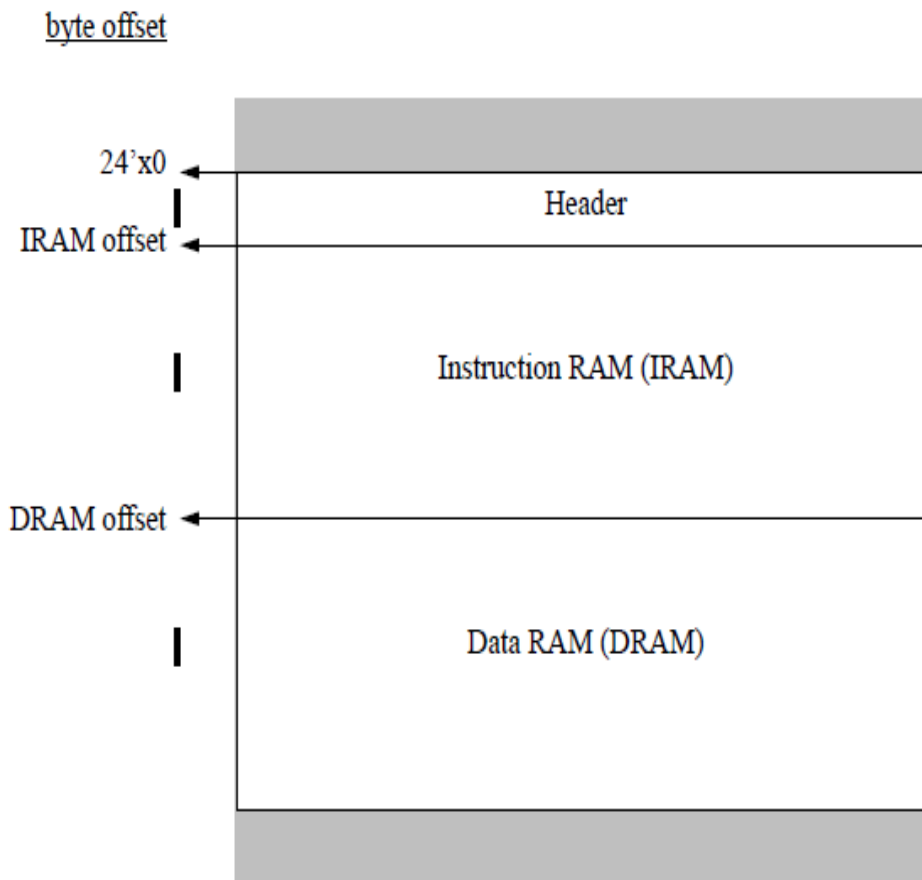 byte offset
24’x0
Header
IRAM offset
Instruction RAM (IRAM)
DRAM offset
Data RAM (DRAM)